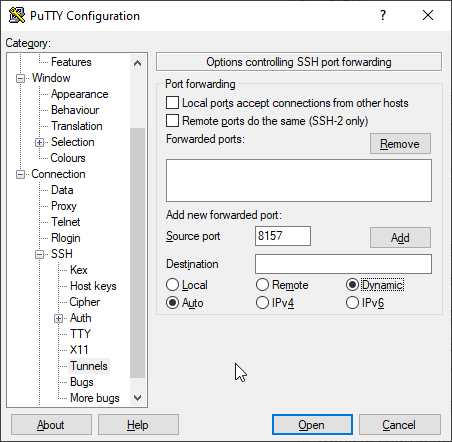 PuTTY Configuration
?
Category:
Features
Window
Appearance
Behaviour
Translation
Selection
Colours
Connection
Data
Proxy
Telnet
Rlogin
SSH
Kex
Host keys
Cipher
Auth
TTY
X11
Tunnels
Bugs
More bugs
Options controlling SSH port forwarding
Port forwarding
Local ports accept connections from other hosts
Remote ports do the same (SSH-2 only)
Forwarded ports: Remove
Add new forwarded port:
Source port 8157 Add
Destination
Local Remote Dynamic
Auto IPv4 IPv6
About Help Open Cancel